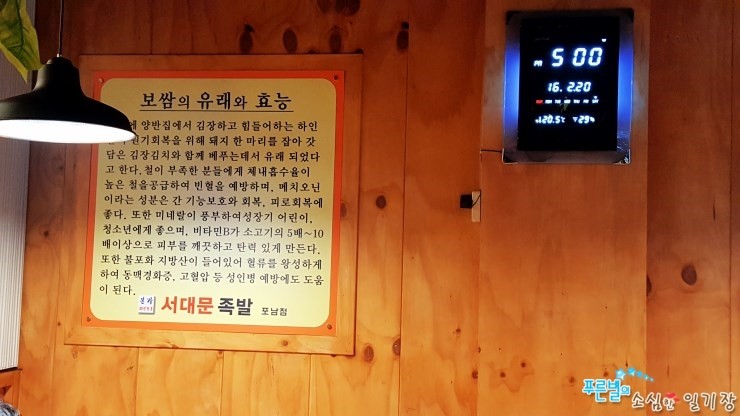 보쌈의 유래와 효능
에 양반집에서 김장하고 힘들어하는 하인
원기회복을 위해 돼지 한 마리를 잡아 갓
담은 김장김치와 함께 베푸는데서 유래 되었다
고 한다.철이 부족한 분들에게 체내흡수율이
높은 철을공급하여 빈혈을 예방하며, 메치오닌
이라는 성분은 간 기능보호와 회복, 피로회복에
좋다. 또한 미네랄이 풍부하여성장기 어린이,
청소년에게 좋으며, 비타민B가 소고기의 5배~10
배이상으로 피부를 깨끗하고 탄력 있게 만든다.
또한 불포화 지방산이 들어있어 혈류를 왕성하게
하여 동맥경화증, 고혈압 등 성인병 예방에도 도움
이 된다.
서대문 족발 포남점
PM 5:00
16. 2.20
20.5℃ 29%
푸른별의 소심한 일기장